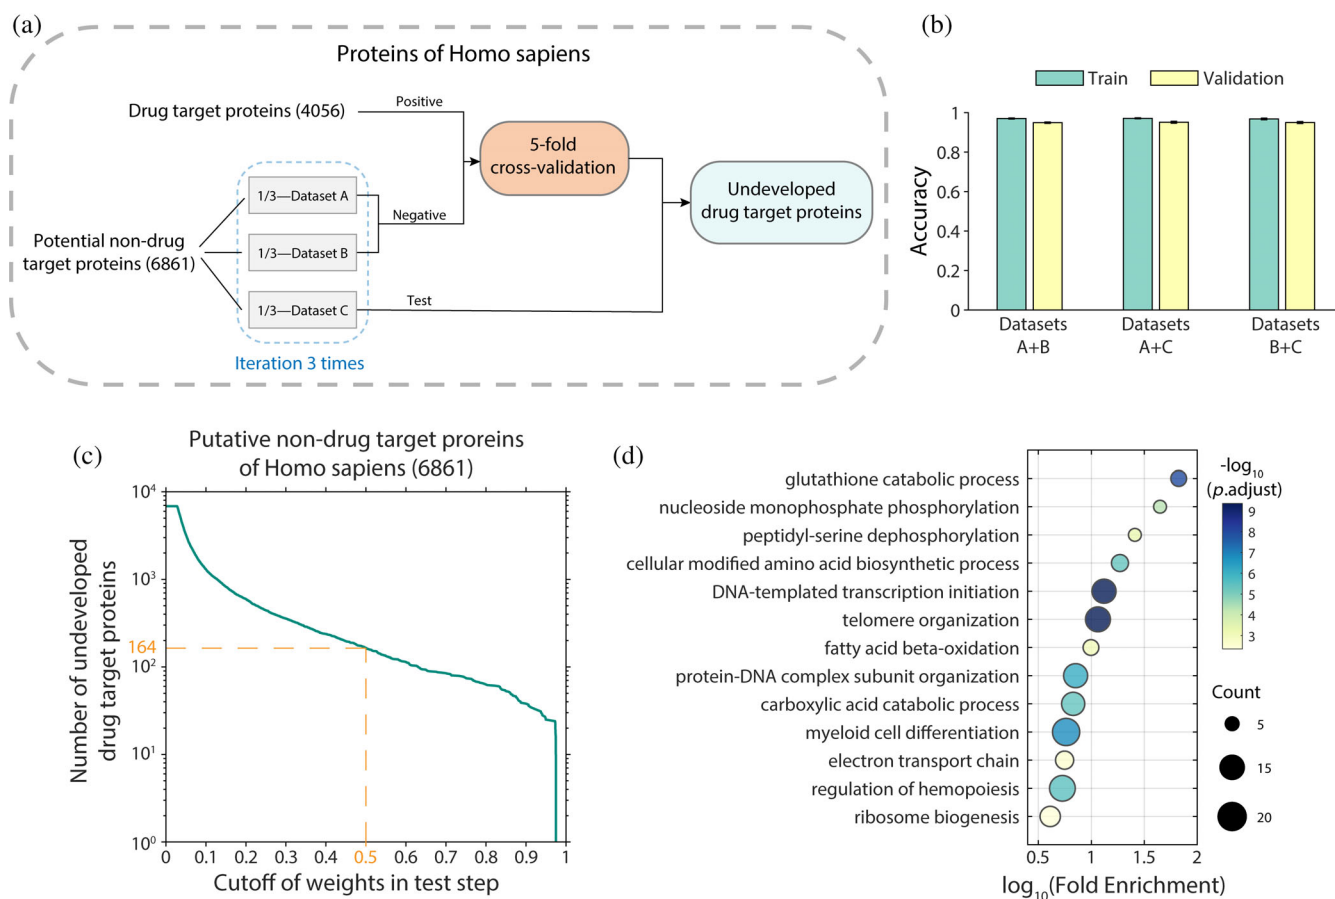 (a)
Proteins of Homo sapiens
Drug target proteins (4056)
Positive
5-fold
cross-validation
1/3—Dataset A
Negative
Undeveloped
drug target proteins
Potential non-drug
target proteins (6861)
1/3—Dataset B
1/3—Dataset C
Test
Iteration 3 times
(b)
Train
Validation
Accuracy
1
0.8
0.6
0.4
0.2
0
Datasets
A+B
Datasets
A+C
Datasets
B+C
(c)
Putative non-drug target proreins
of Homo sapiens (6861)
Number of undeveloped
drug target proteins
10⁴
10³
164
10²
10¹
10⁰
0 0.1 0.2 0.3 0.4 0.5 0.6 0.7 0.8 0.9 1
Cutoff of weights in test step
(d)
glutathione catabolic process
nucleoside monophosphate phosphorylation
peptidyl-serine dephosphorylation
cellular modified amino acid biosynthetic process
DNA-templated transcription initiation
telomere organization
fatty acid beta-oxidation
protein-DNA complex subunit organization
carboxylic acid catabolic process
myeloid cell differentiation
electron transport chain
regulation of hemopoiesis
ribosome biogenesis
0.5 1 1.5 2
log₁₀(Fold Enrichment)
-log₁₀
(p.adjust)
9
8
7
6
5
4
3
Count
5
15
20